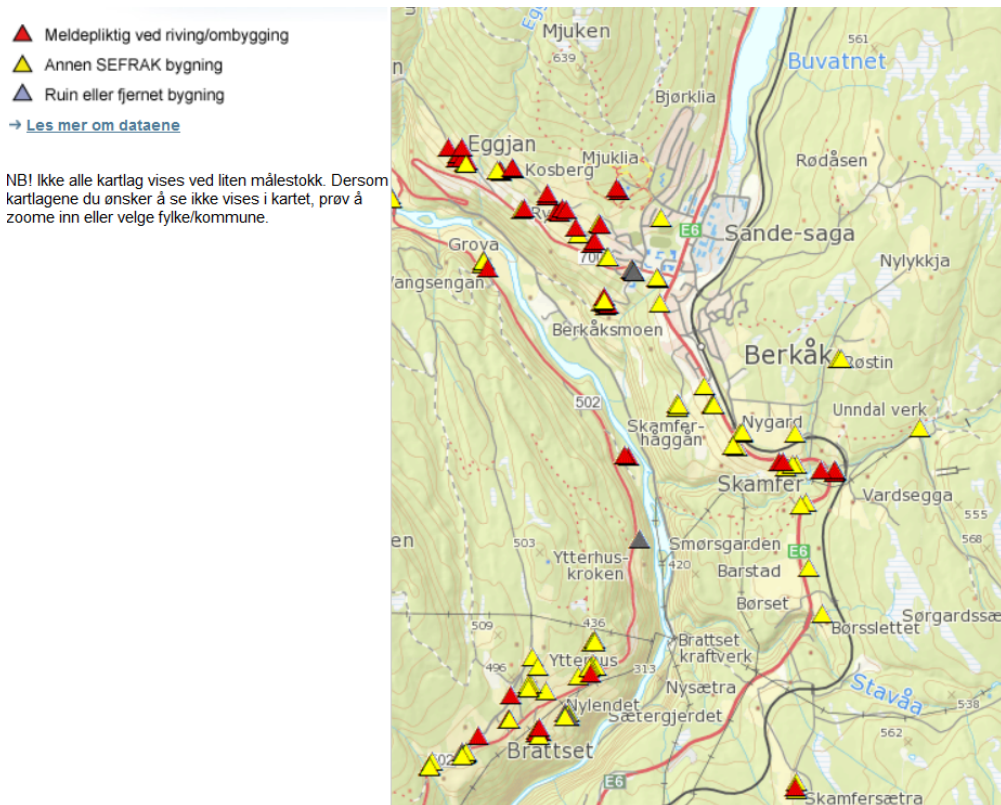 Meldepliktig ved riving/ombygging
Annen SEFRAK bygning
Ruin eller fjernet bygning
→ Les mer om dataene
NB! Ikke alle kartlag vises ved liten målestokk. Dersom
kartlagene du ønsker å se ikke vises i kartet, prøv å
zoome inn eller velge fylke/kommune.
Mjuken
639
561
Buvatnet
Bjørklia
Eggjan
Kosberg
Mjuklia
Rødåsen
E6
Sande-saga
Grova
700
Nylykkja
Vangsengan
Berkåksmoen
Berkåk
Røstin
502
Unndal verk
Skamfer-
håggån
Nygard
Skamfer
Vardsegga
555
503
Smørsgarden
568
Ytterhus-
kroken
420
E6
Barstad
Børset
Sørgardssæ
509
436
Børsslettet
Brattset
kraftverk
496
Ytterhus
313
Nysætra
Stavåa
538
Nylendet
Sætergjerdet
562
Brattset
E6
Skamfersætra